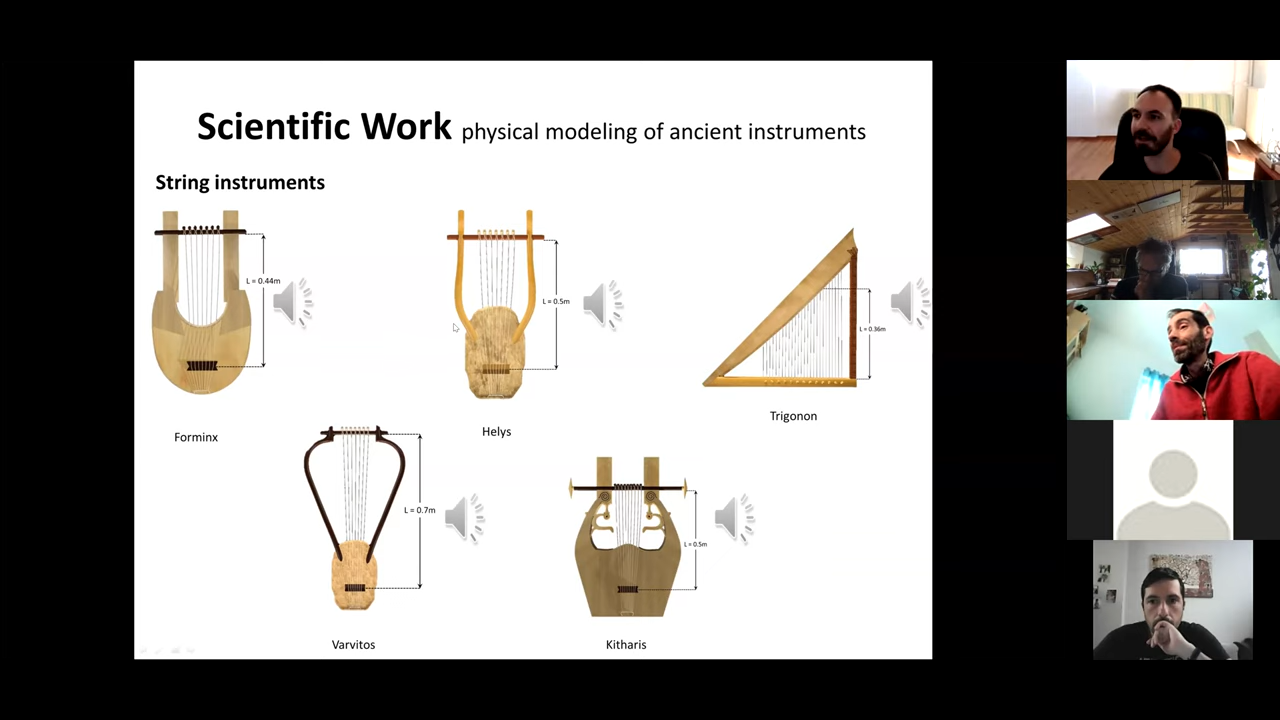 Scientific Work physical modeling of ancient instruments
String instruments
L = 0.44m
L = 0.5m
L = 0.36m
Forminx
Helys
Trigonon
L = 0.7m
L = 0.5m
Varvitos
Kitharis